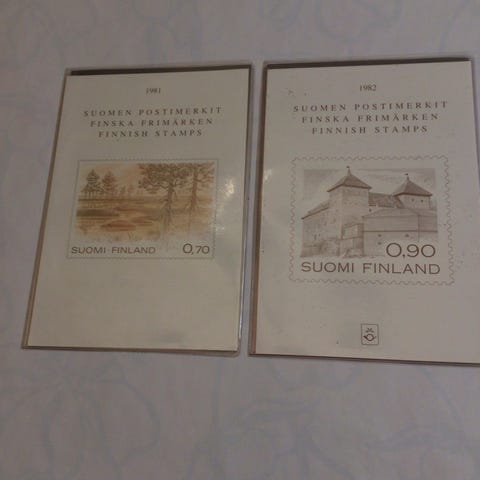 1981
SUOMEN POSTIMERKIT
FINSKA FRIMÄRKEN
FINNISH STAMPS
SUOMI·FINLAND 0,70
1982
SUOMEN POSTIMERKIT
FINSKA FRIMÄRKEN
FINNISH STAMPS
0,90
SUOMI FINLAND